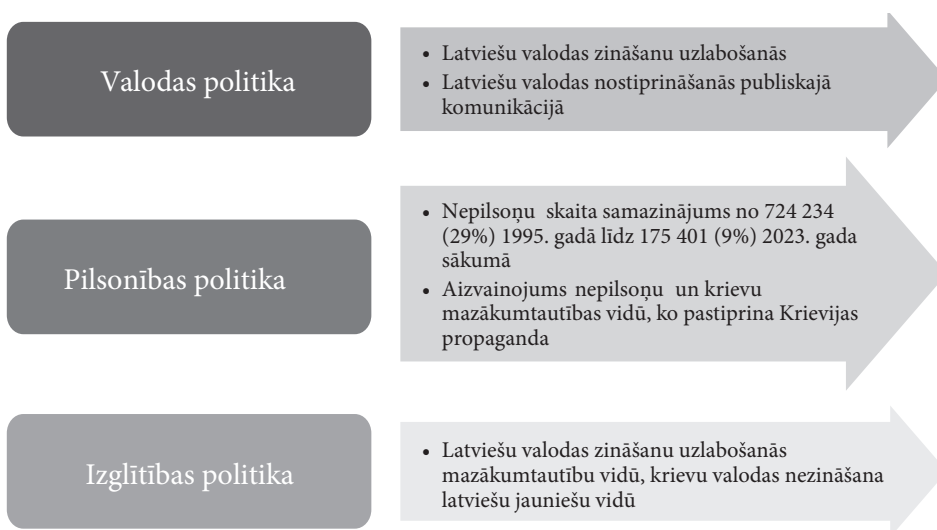 Valodas politika
• Latviešu valodas zināšanu uzlabošanās
• Latviešu valodas nostiprināšanās publiskajā
komunikācijā
Pilsonības politika
• Nepilsoņu skaita samazinājums no 724 234
(29%) 1995. gadā līdz 175 401 (9%) 2023. gada
sākumā
• Aizvainojums nepilsoņu un krievu
mazākumtautības vidū, ko pastiprina Krievijas
propaganda
Izglītības politika
• Latviešu valodas zināšanu uzlabošanās
mazākumtautību vidū, krievu valodas nezināšana
latviešu jauniešu vidū